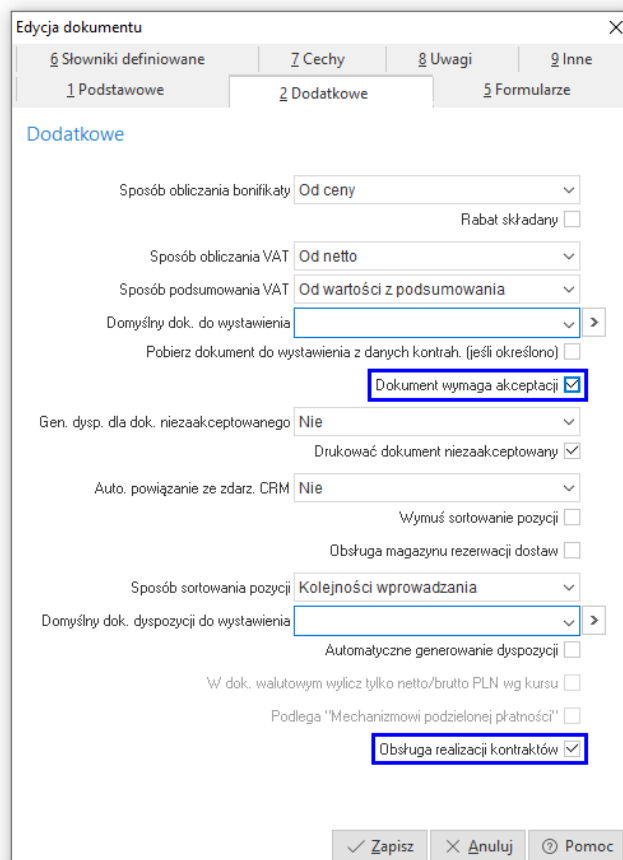 Edycja dokumentu
6 Słowniki definiowane 7 Cechy 8 Uwagi 9 Inne
1 Podstawowe 2 Dodatkowe 5 Formularze
Dodatkowe
Sposób obliczania bonifikaty Od ceny
Rabat składany
Sposób obliczania VAT Od netto
Sposób podsumowania VAT Od wartości z podsumowania
Domyślny dok. do wystawienia
Pobierz dokument do wystawienia z danych kontrah. (jeśli określono)
Dokument wymaga akceptacji
Gen. dysp. dla dok. niezaakceptowanego Nie
Drukować dokument niezaakceptowany
Auto. powiązanie ze zdarz. CRM Nie
Wymuś sortowanie pozycji
Obsługa magazynu rezerwacji dostaw
Sposób sortowania pozycji Kolejności wprowadzania
Domyślny dok. dyspozycji do wystawienia
Automatyczne generowanie dyspozycji
W dok. walutowym wylicz tylko netto/brutto PLN wg kursu
Podlega "Mechanizmowi podzielonej płatności"
Obsługa realizacji kontraktów
Zapisz Anuluj Pomoc